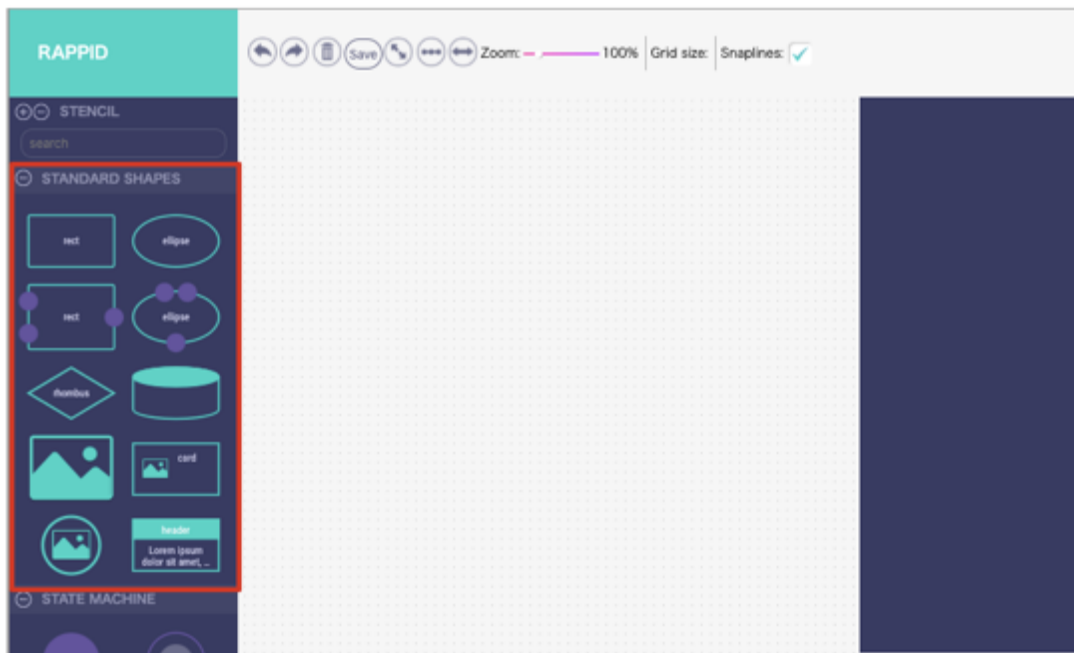 RAPPID
Save Zoom: 100% Grid size: Snaplines:
STENCIL
search
STANDARD SHAPES
rect ellipse
rect ellipse
rhombus
card
header
Lorem ipsum
dolor sit amet, ...
STATE MACHINE